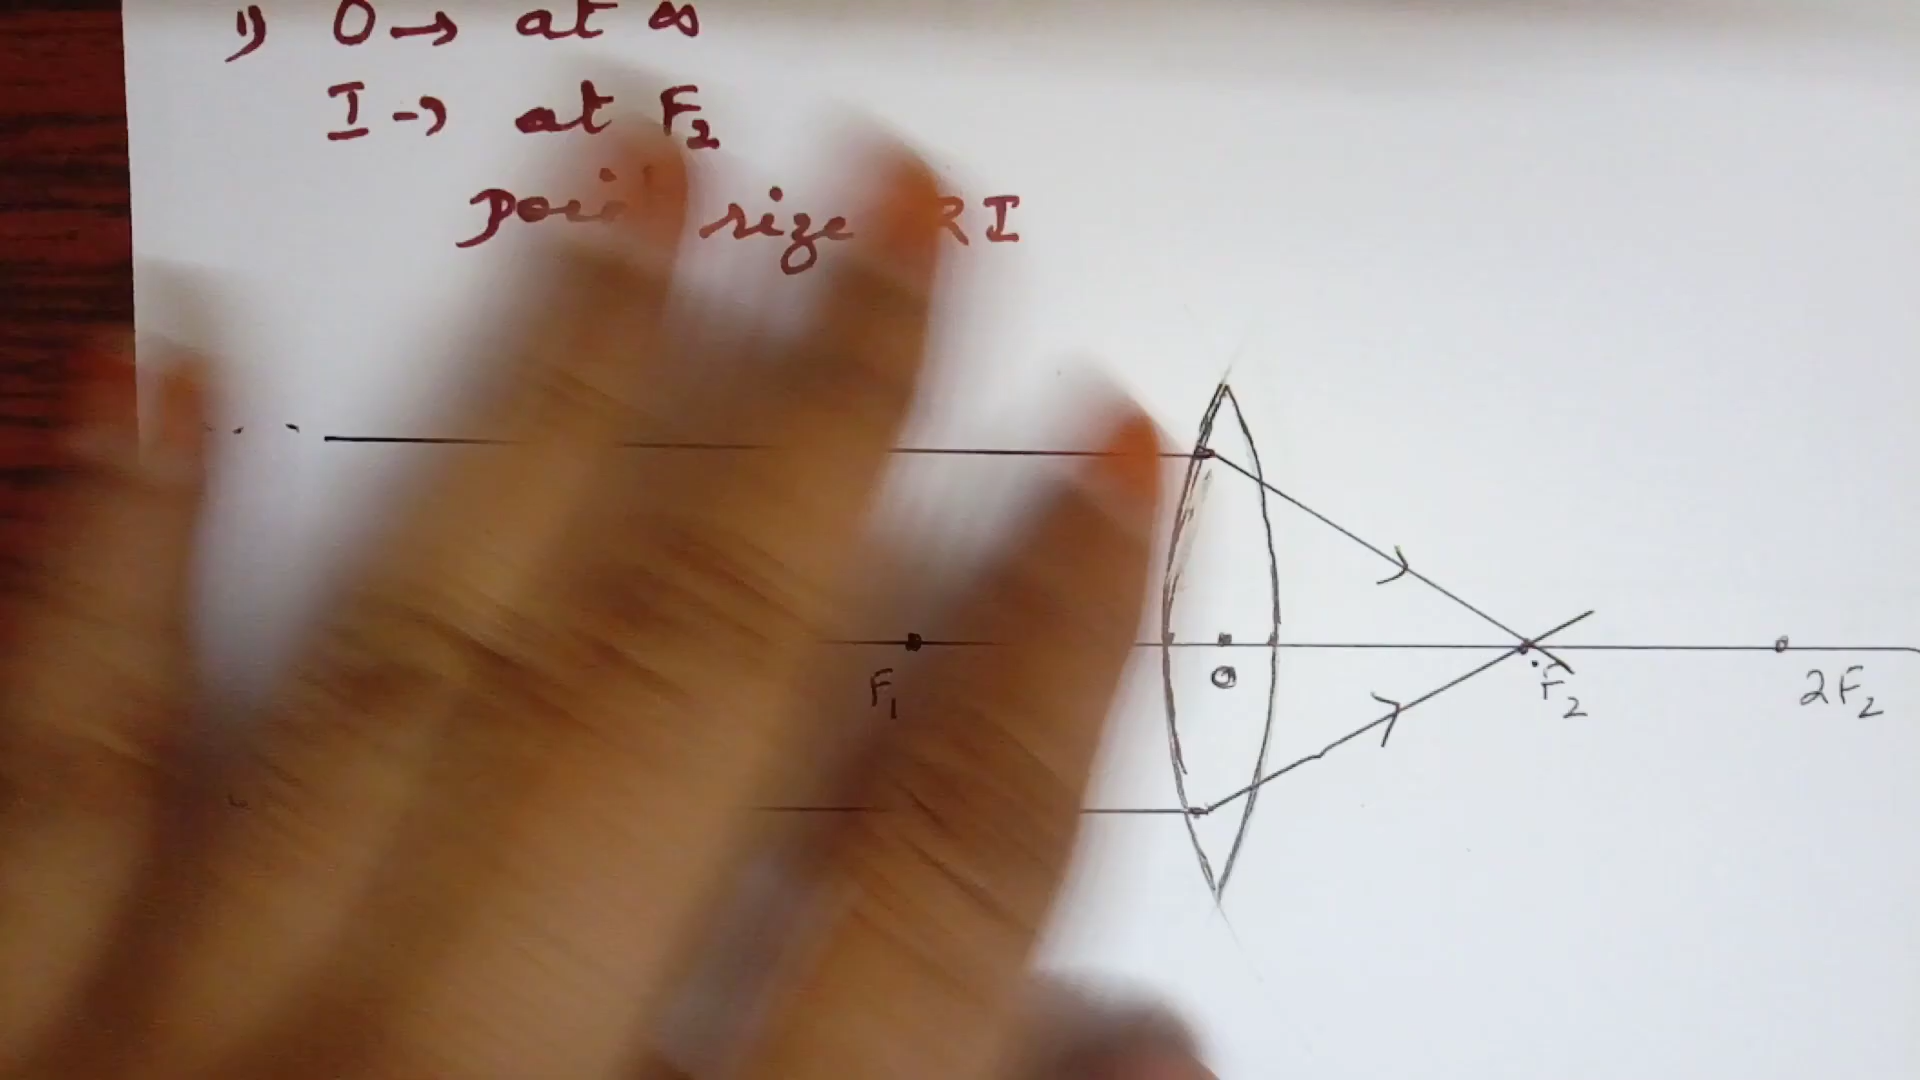 1) O → at ∞
I → at F₂
size RI
F₁
O
F₂
2F₂